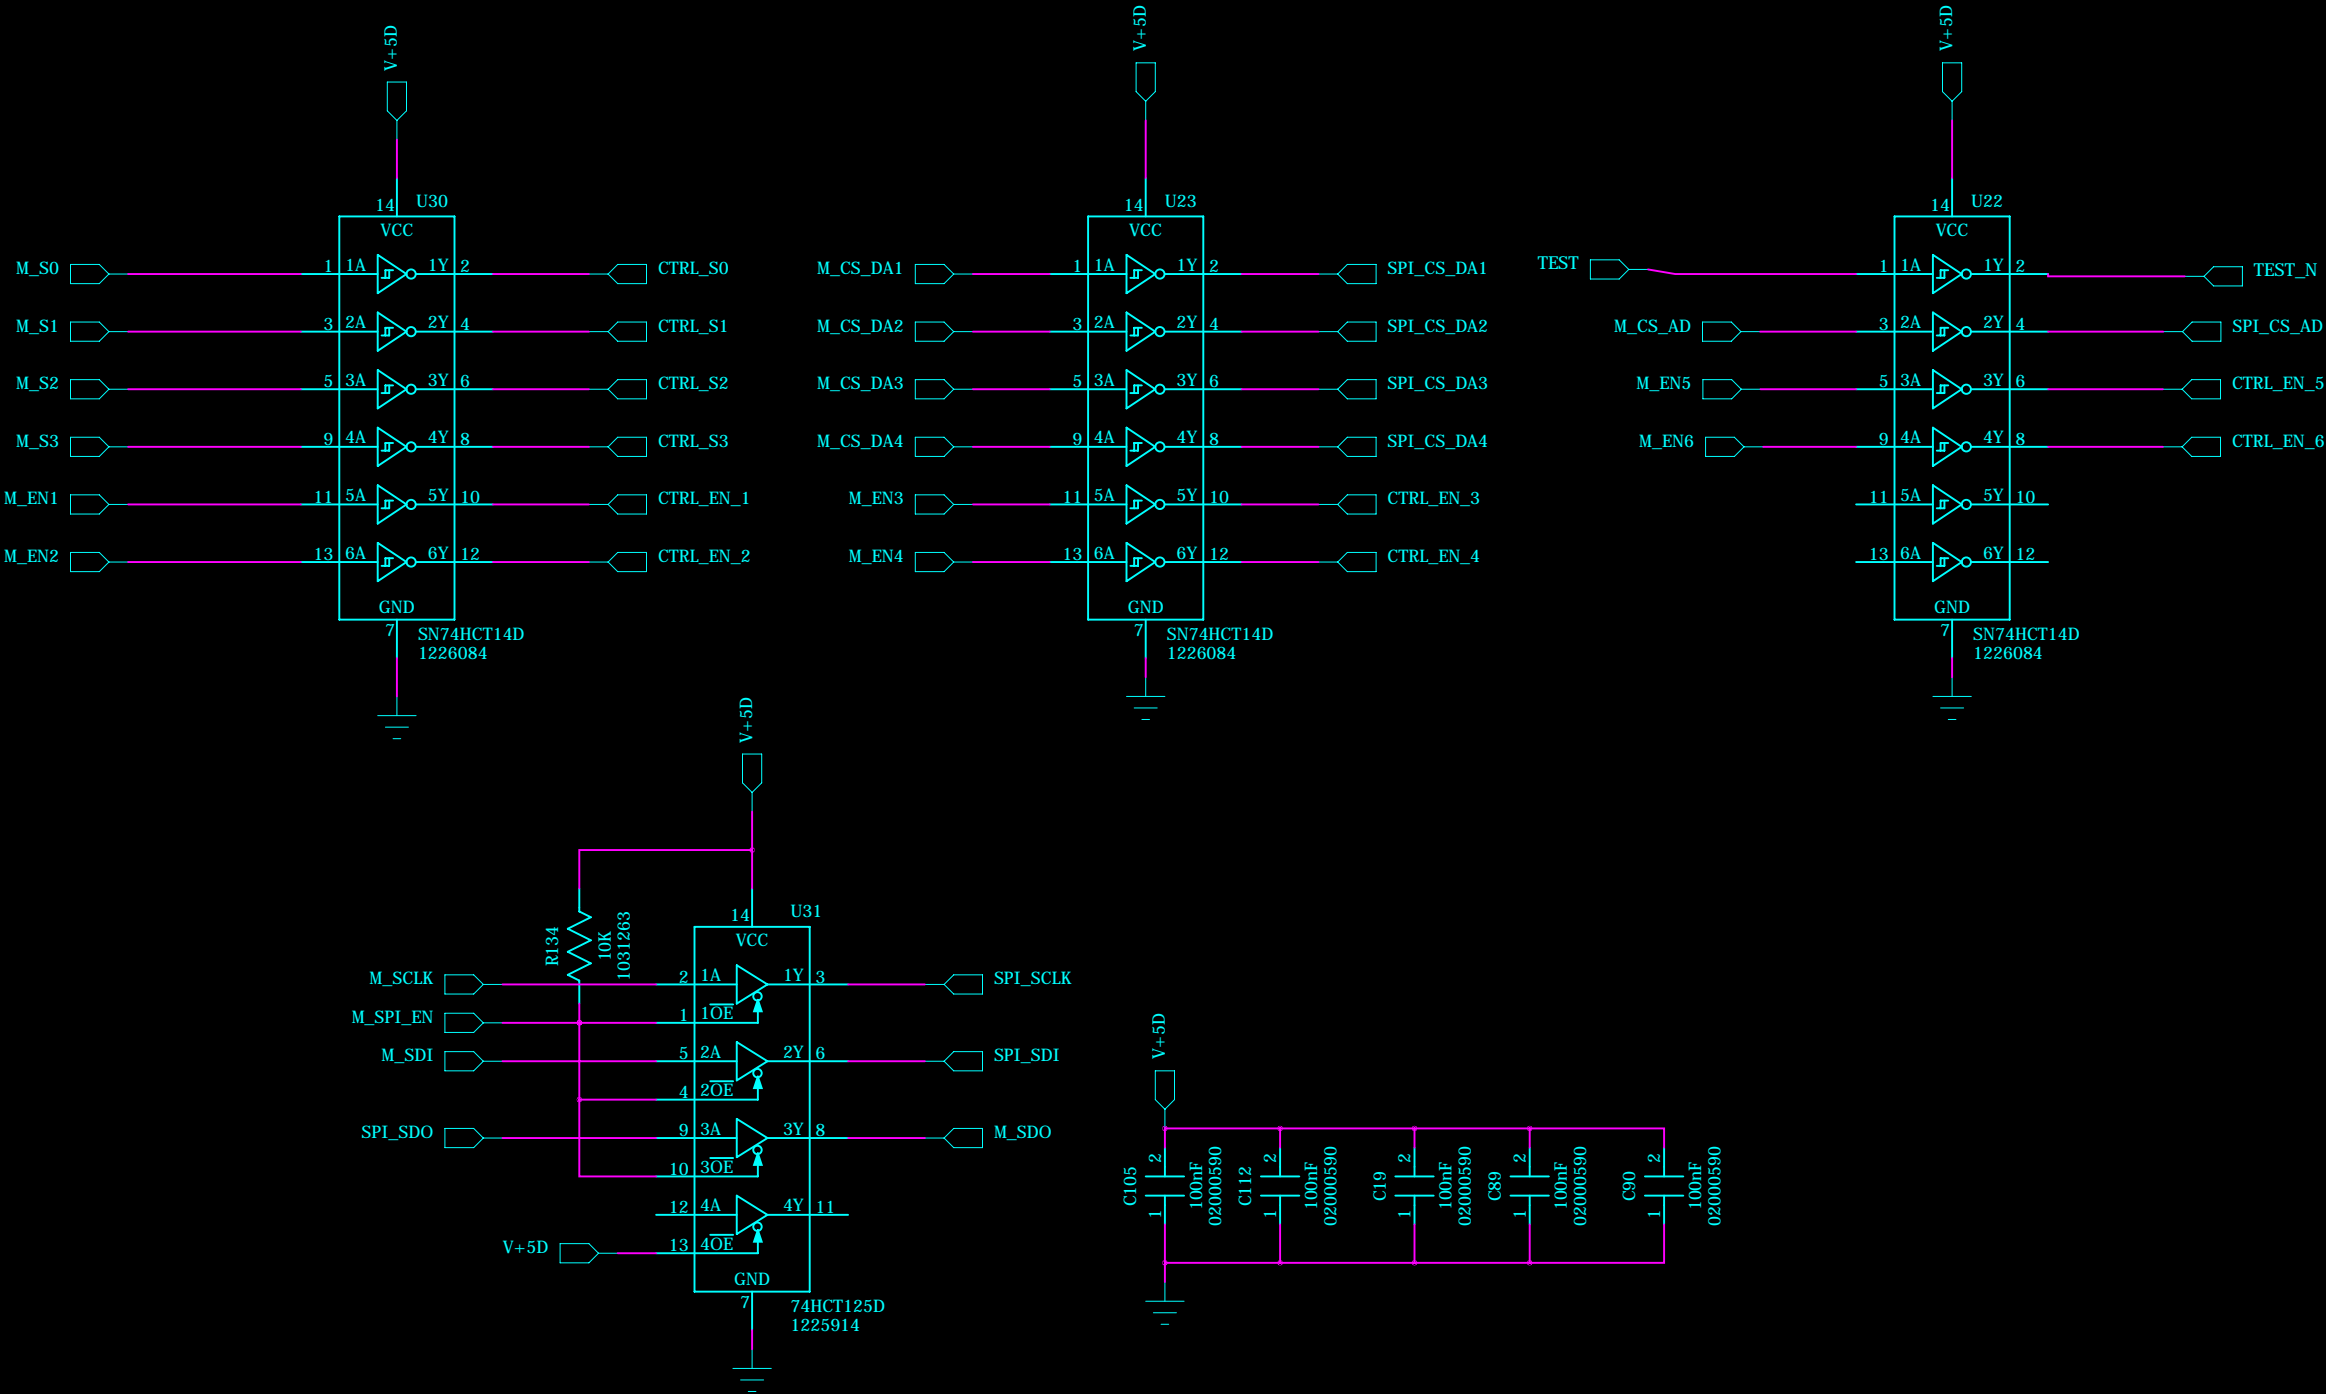 V+5D
U30
14
VCC
M_S0
1
1A
1Y
2
CTRL_S0
M_S1
3
2A
2Y
4
CTRL_S1
M_S2
5
3A
3Y
6
CTRL_S2
M_S3
9
4A
4Y
8
CTRL_S3
M_EN1
11
5A
5Y
10
CTRL_EN_1
M_EN2
13
6A
6Y
12
CTRL_EN_2
GND
7
SN74HCT14D
1226084
V+5D
U23
14
VCC
M_CS_DA1
1
1A
1Y
2
SPI_CS_DA1
M_CS_DA2
3
2A
2Y
4
SPI_CS_DA2
M_CS_DA3
5
3A
3Y
6
SPI_CS_DA3
M_CS_DA4
9
4A
4Y
8
SPI_CS_DA4
M_EN3
11
5A
5Y
10
CTRL_EN_3
M_EN4
13
6A
6Y
12
CTRL_EN_4
GND
7
SN74HCT14D
1226084
V+5D
U22
14
VCC
TEST
1
1A
1Y
2
TEST_N
M_CS_AD
3
2A
2Y
4
SPI_CS_AD
M_EN5
5
3A
3Y
6
CTRL_EN_5
M_EN6
9
4A
4Y
8
CTRL_EN_6
11
5A
5Y
10
13
6A
6Y
12
GND
7
SN74HCT14D
1226084
V+5D
R134
10K
1031263
U31
14
VCC
M_SCLK
2
1A
1Y
3
SPI_SCLK
M_SPI_EN
1
1OE
M_SDI
5
2A
2Y
6
SPI_SDI
4
2OE
SPI_SDO
9
3A
3Y
8
M_SDO
10
3OE
12
4A
4Y
11
V+5D
13
4OE
GND
7
74HCT125D
1225914
V+5D
C105
2
1
100nF
02000590
C112
2
1
100nF
02000590
C19
2
1
100nF
02000590
C89
2
1
100nF
02000590
C90
2
1
100nF
02000590